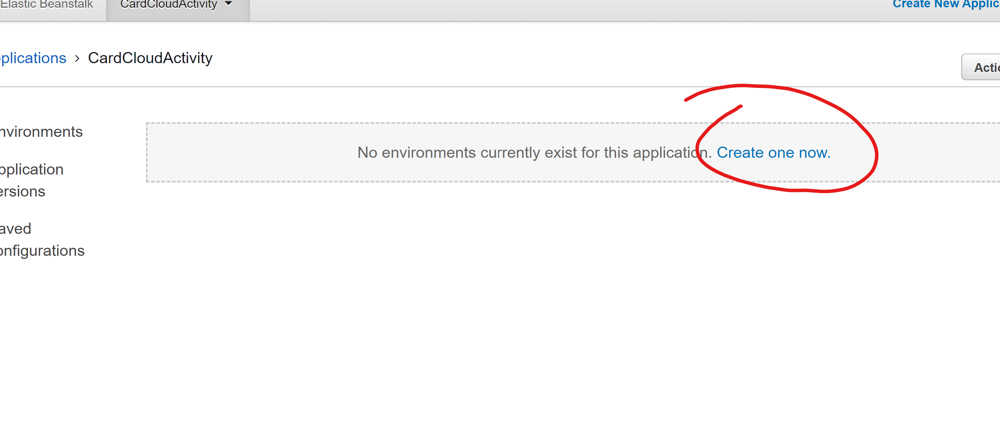 Elastic Beanstalk CardCloudActivity Create New Applic
plications > CardCloudActivity
Actio
nvironments
No environments currently exist for this application. Create one now.
pplication
ersions
aved
onfigurations